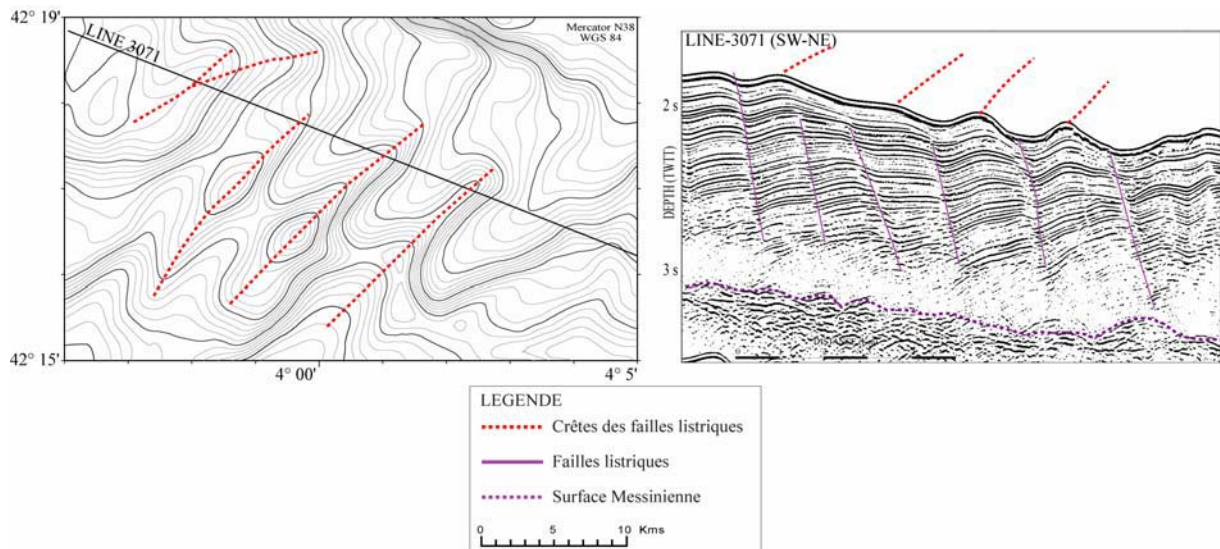 42° 19'
Mercator N38
WGS 84
LINE 3071
42° 15'
4° 00'
4° 5'
LINE-3071 (SW-NE)
2 s
DEPTH (TWTT)
3 s
LEGENDE
Crêtes des failles listriques
Failles listriques
Surface Messinienne
0 5 10 Kms